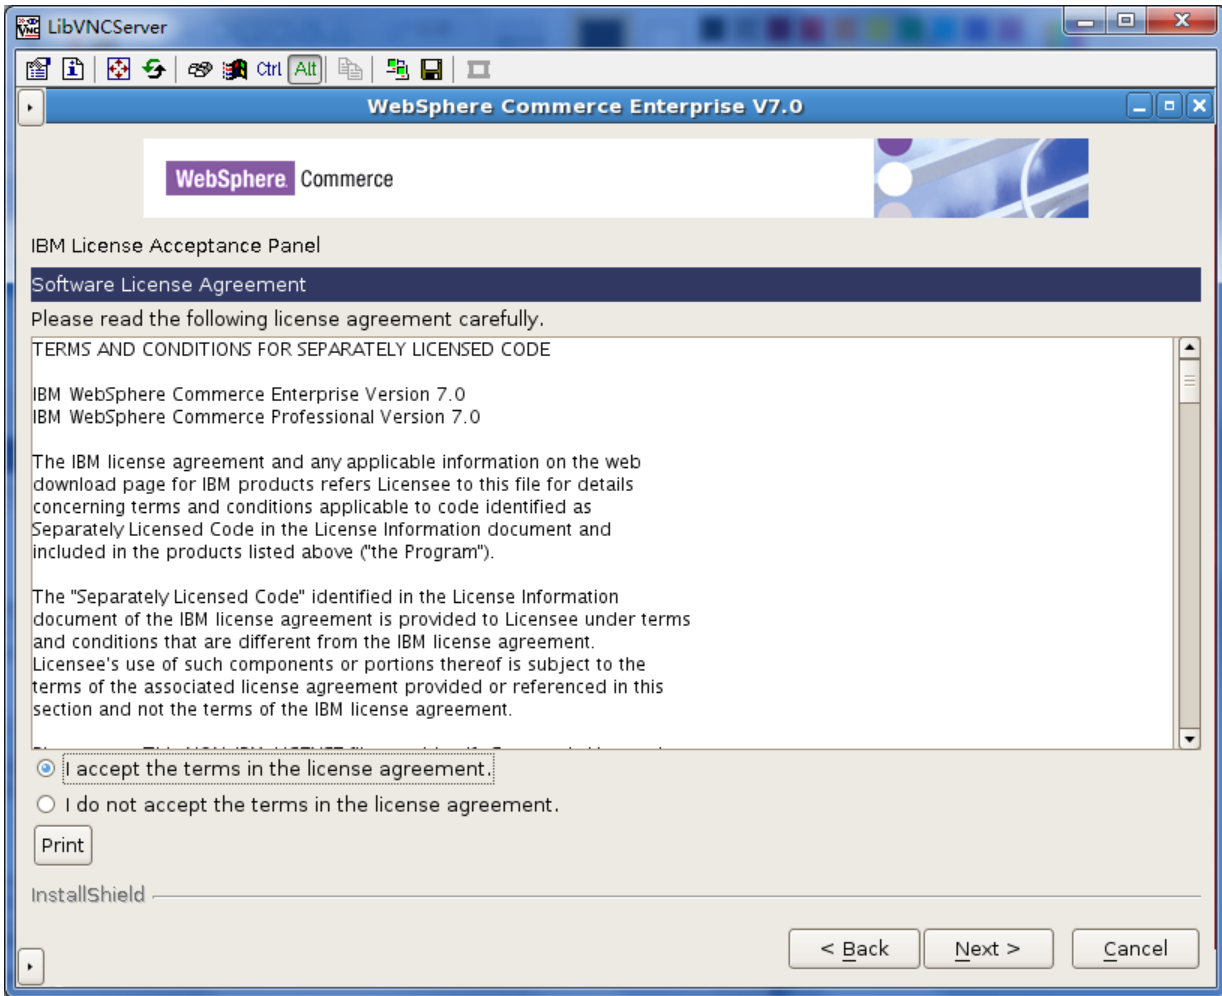 LibVNCServer
Ctrl Alt
WebSphere Commerce Enterprise V7.0
WebSphere. Commerce
IBM License Acceptance Panel
Software License Agreement
Please read the following license agreement carefully.
TERMS AND CONDITIONS FOR SEPARATELY LICENSED CODE
IBM WebSphere Commerce Enterprise Version 7.0
IBM WebSphere Commerce Professional Version 7.0
The IBM license agreement and any applicable information on the web
download page for IBM products refers Licensee to this file for details
concerning terms and conditions applicable to code identified as
Separately Licensed Code in the License Information document and
included in the products listed above ("the Program").
The "Separately Licensed Code" identified in the License Information
document of the IBM license agreement is provided to Licensee under terms
and conditions that are different from the IBM license agreement.
Licensee's use of such components or portions thereof is subject to the
terms of the associated license agreement provided or referenced in this
section and not the terms of the IBM license agreement.
I accept the terms in the license agreement.
I do not accept the terms in the license agreement.
Print
InstallShield
< Back Next > Cancel